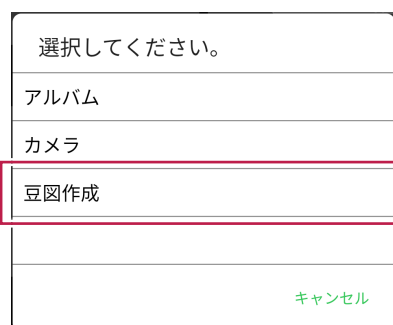 選択してください。
アルバム
カメラ
豆図作成
キャンセル